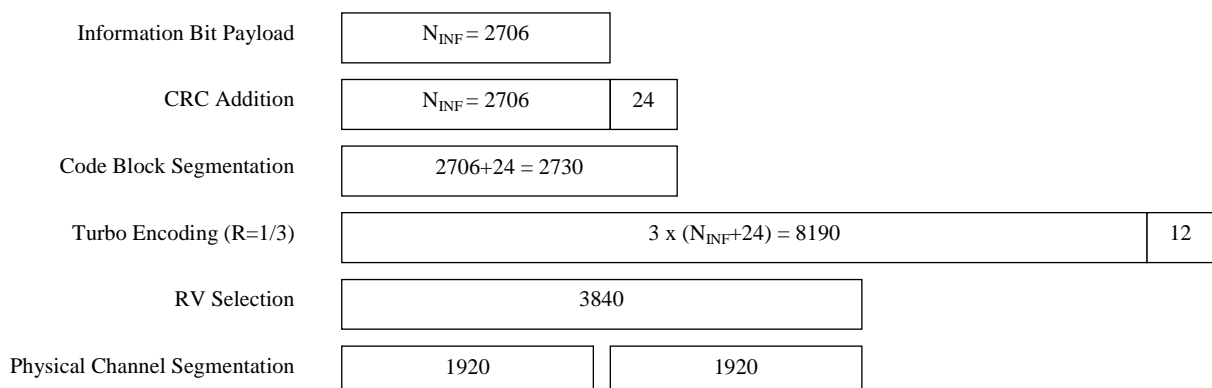 Information Bit Payload N_INF = 2706
CRC Addition N_INF = 2706 24
Code Block Segmentation 2706+24 = 2730
Turbo Encoding (R=1/3) 3 x (N_INF+24) = 8190 12
RV Selection 3840
Physical Channel Segmentation 1920 1920